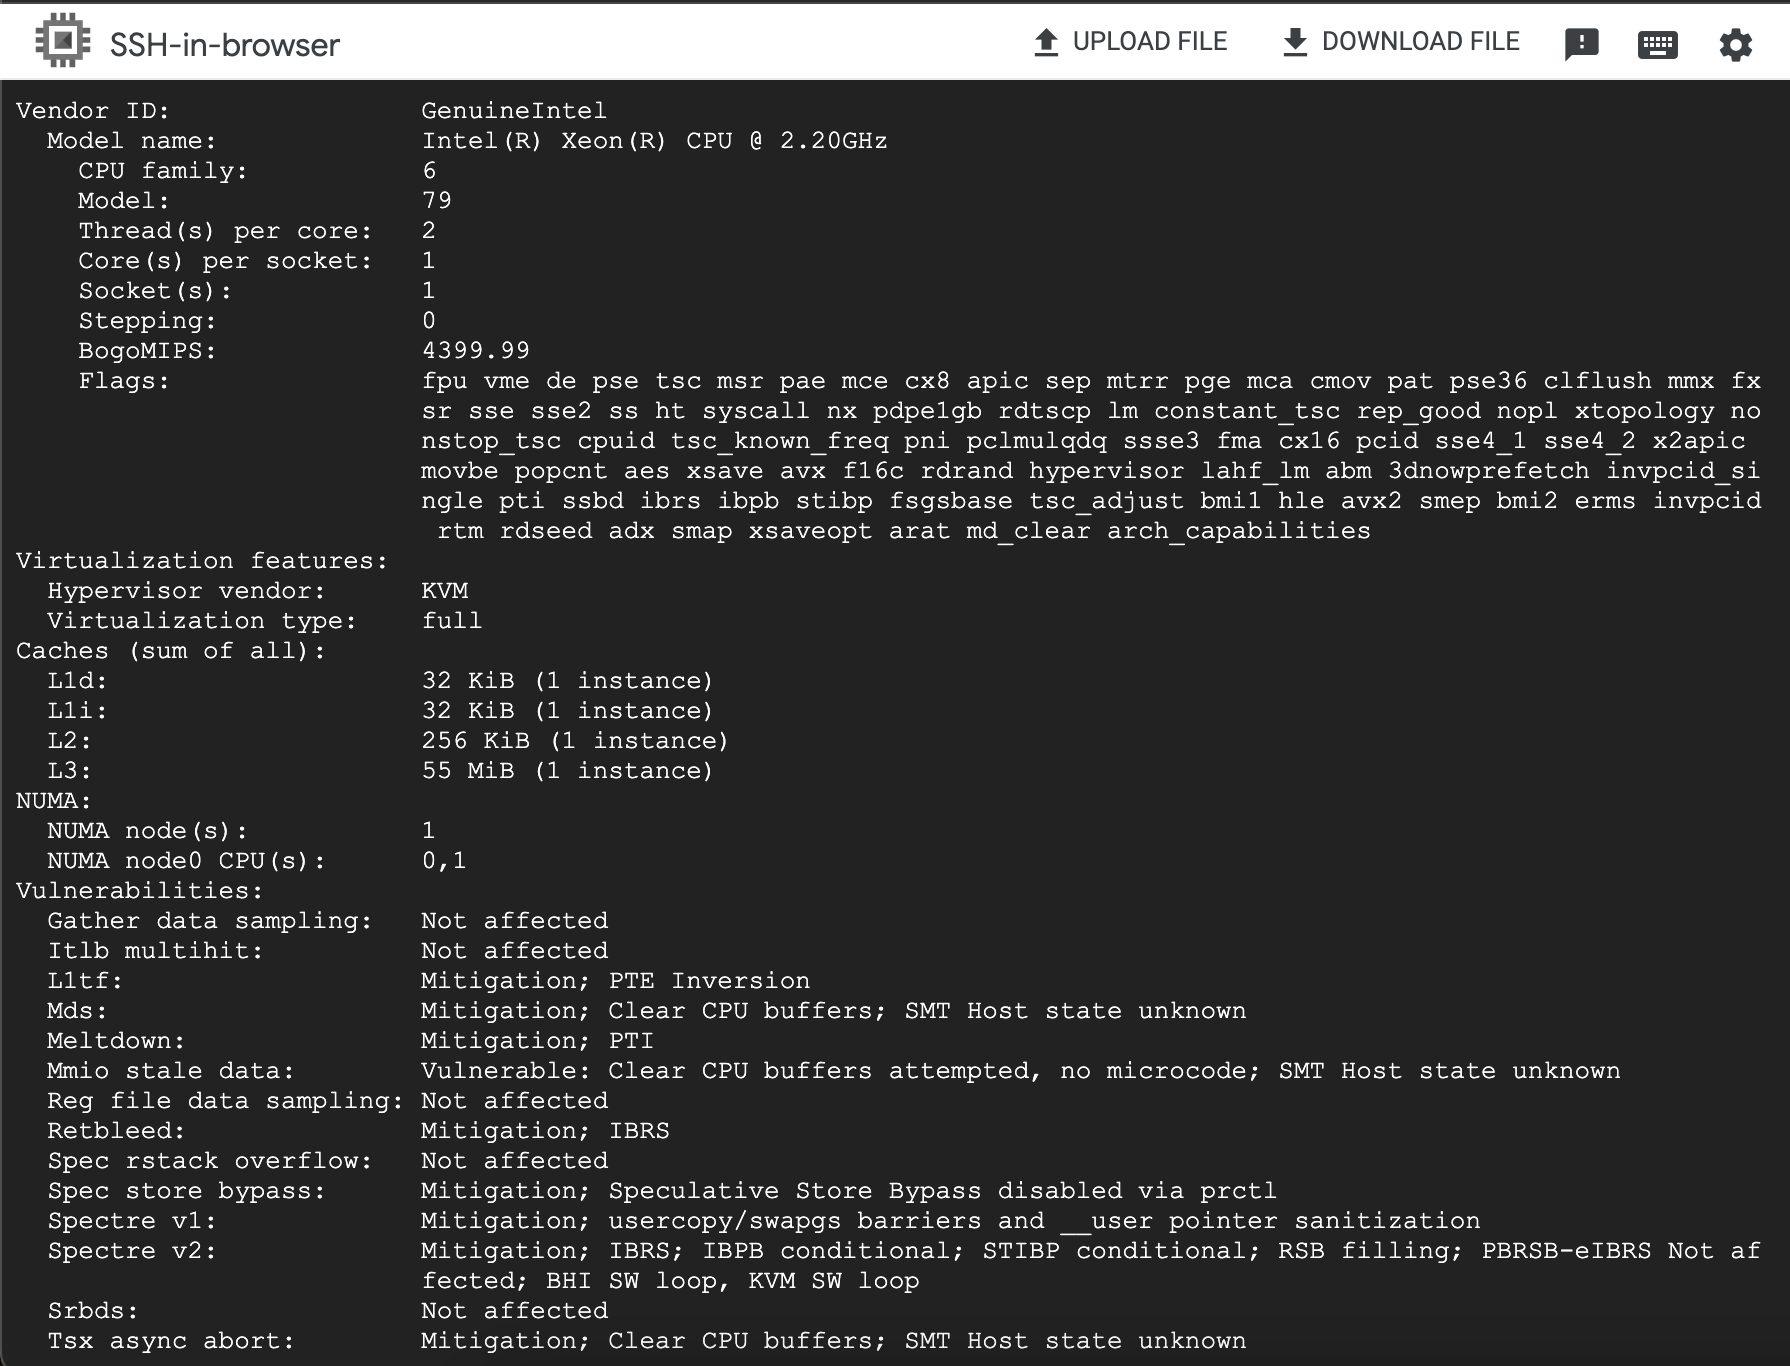 SSH-in-browser UPLOAD FILE DOWNLOAD FILE
Vendor ID: GenuineIntel
Model name: Intel(R) Xeon(R) CPU @ 2.20GHz
CPU family: 6
Model: 79
Thread(s) per core: 2
Core(s) per socket: 1
Socket(s): 1
Stepping: 0
BogoMIPS: 4399.99
Flags: fpu vme de pse tsc msr pae mce cx8 apic sep mtrr pge mca cmov pat pse36 clflush mmx fx
sr sse sse2 ss ht syscall nx pdpe1gb rdtscp lm constant_tsc rep_good nopl xtopology no
nstop_tsc cpuid tsc_known_freq pni pclmulqdq ssse3 fma cx16 pcid sse4_1 sse4_2 x2apic
movbe popcnt aes xsave avx f16c rdrand hypervisor lahf_lm abm 3dnowprefetch invpcid_si
ngle pti ssbd ibrs ibpb stibp fsgsbase tsc_adjust bmi1 hle avx2 smep bmi2 erms invpcid
rtm rdseed adx smap xsaveopt arat md_clear arch_capabilities
Virtualization features:
Hypervisor vendor: KVM
Virtualization type: full
Caches (sum of all):
L1d: 32 KiB (1 instance)
L1i: 32 KiB (1 instance)
L2: 256 KiB (1 instance)
L3: 55 MiB (1 instance)
NUMA:
NUMA node(s): 1
NUMA node0 CPU(s): 0,1
Vulnerabilities:
Gather data sampling: Not affected
Itlb multihit: Not affected
L1tf: Mitigation; PTE Inversion
Mds: Mitigation; Clear CPU buffers; SMT Host state unknown
Meltdown: Mitigation; PTI
Mmio stale data: Vulnerable: Clear CPU buffers attempted, no microcode; SMT Host state unknown
Reg file data sampling: Not affected
Retbleed: Mitigation; IBRS
Spec rstack overflow: Not affected
Spec store bypass: Mitigation; Speculative Store Bypass disabled via prctl
Spectre v1: Mitigation; usercopy/swapgs barriers and __user pointer sanitization
Spectre v2: Mitigation; IBRS; IBPB conditional; STIBP conditional; RSB filling; PBRSB-eIBRS Not af
fected; BHI SW loop, KVM SW loop
Srbds: Not affected
Tsx async abort: Mitigation; Clear CPU buffers; SMT Host state unknown